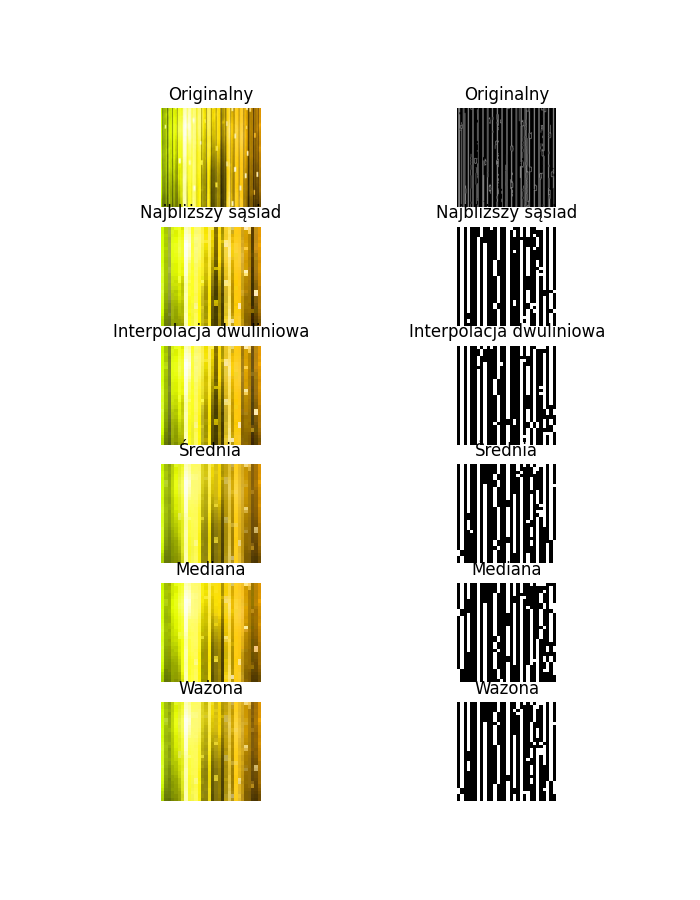 Originalny
Originalny
Najbliższy sąsiad
Najbliższy sąsiad
Interpolacja dwuliniowa
Interpolacja dwuliniowa
Średnia
Średnia
Mediana
Mediana
Ważona
Ważona